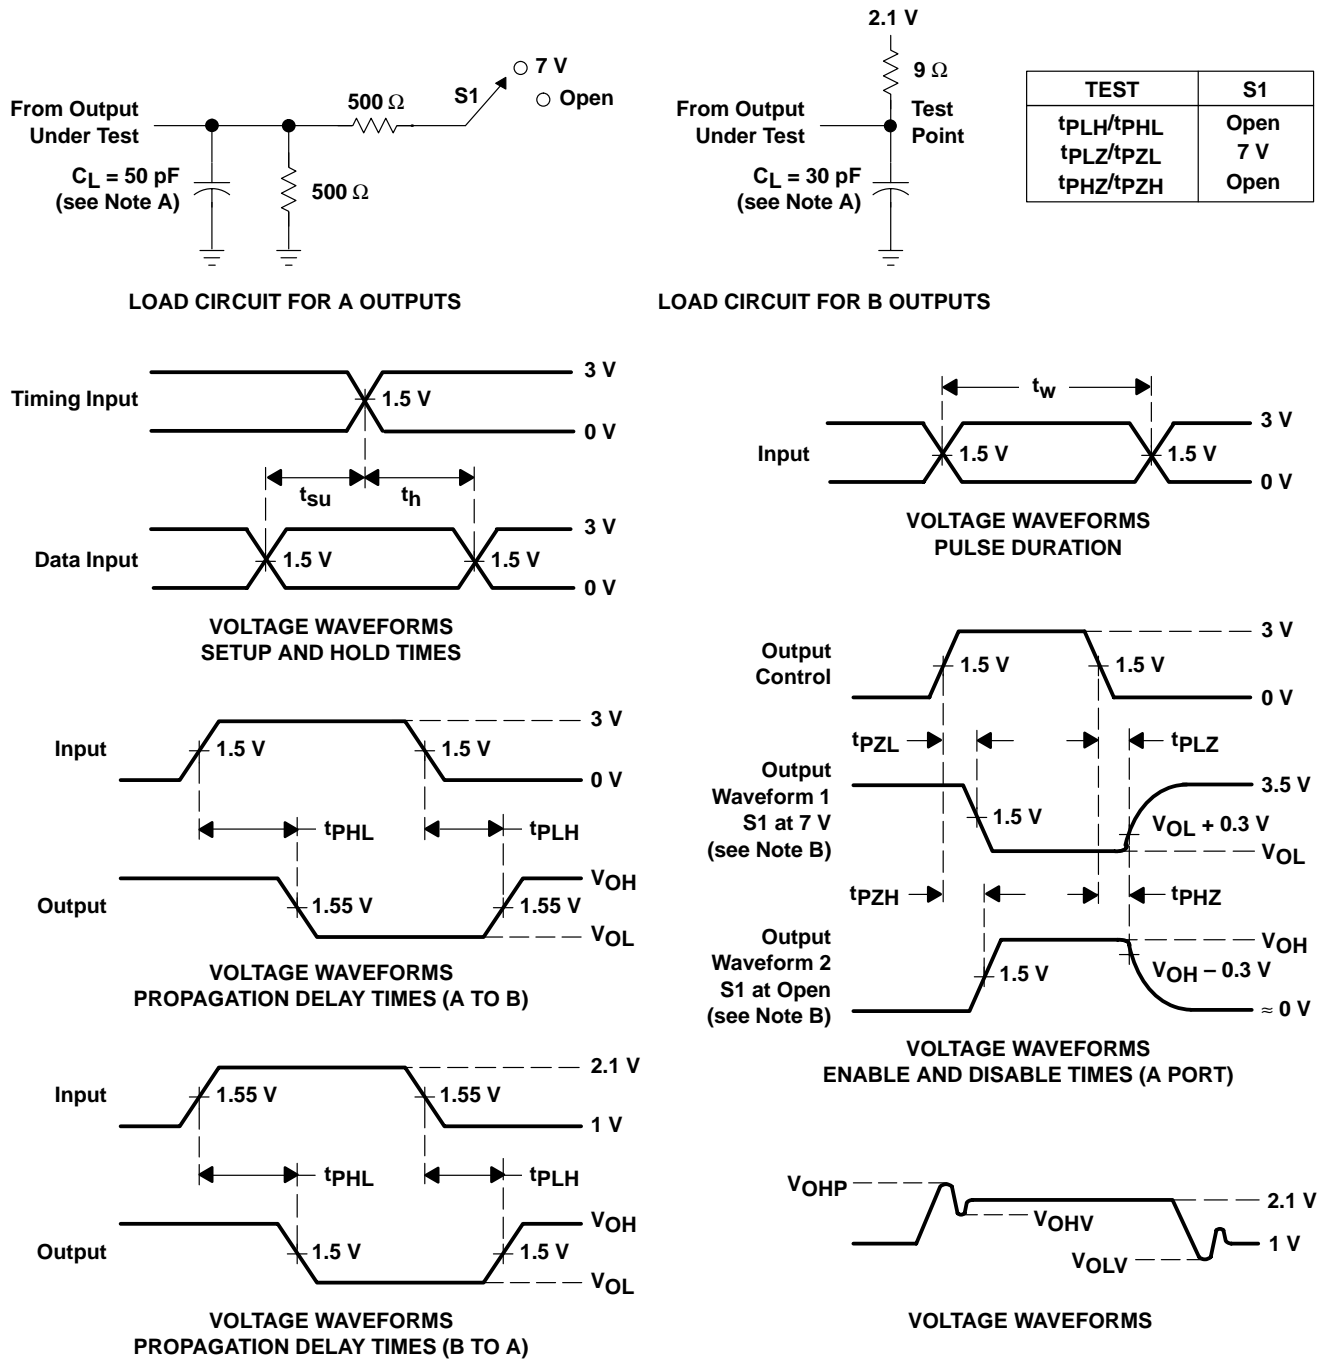 From Output
Under Test
CL = 50 pF
(see Note A)
500 Ω
500 Ω
S1
7 V
Open
LOAD CIRCUIT FOR A OUTPUTS
2.1 V
9 Ω
From Output
Under Test
Test
Point
CL = 30 pF
(see Note A)
LOAD CIRCUIT FOR B OUTPUTS
TEST S1
tPLH/tPHL Open
tPLZ/tPZL 7 V
tPHZ/tPZH Open
Timing Input
3 V
1.5 V
0 V
tsu
th
Data Input
3 V
1.5 V
1.5 V
0 V
VOLTAGE WAVEFORMS
SETUP AND HOLD TIMES
tw
Input
3 V
1.5 V
1.5 V
0 V
VOLTAGE WAVEFORMS
PULSE DURATION
Input
3 V
1.5 V
1.5 V
0 V
tPHL
tPLH
Output
VOH
1.55 V
1.55 V
VOL
VOLTAGE WAVEFORMS
PROPAGATION DELAY TIMES (A TO B)
Output
Control
3 V
1.5 V
1.5 V
0 V
tPZL
tPLZ
Output
Waveform 1
S1 at 7 V
(see Note B)
3.5 V
1.5 V
VOL + 0.3 V
VOL
tPZH
tPHZ
Output
Waveform 2
S1 at Open
(see Note B)
VOH
1.5 V
VOH – 0.3 V
≈ 0 V
VOLTAGE WAVEFORMS
ENABLE AND DISABLE TIMES (A PORT)
Input
2.1 V
1.55 V
1.55 V
1 V
tPHL
tPLH
Output
VOH
1.5 V
1.5 V
VOL
VOLTAGE WAVEFORMS
PROPAGATION DELAY TIMES (B TO A)
VOHP
2.1 V
VOHV
1 V
VOLV
VOLTAGE WAVEFORMS